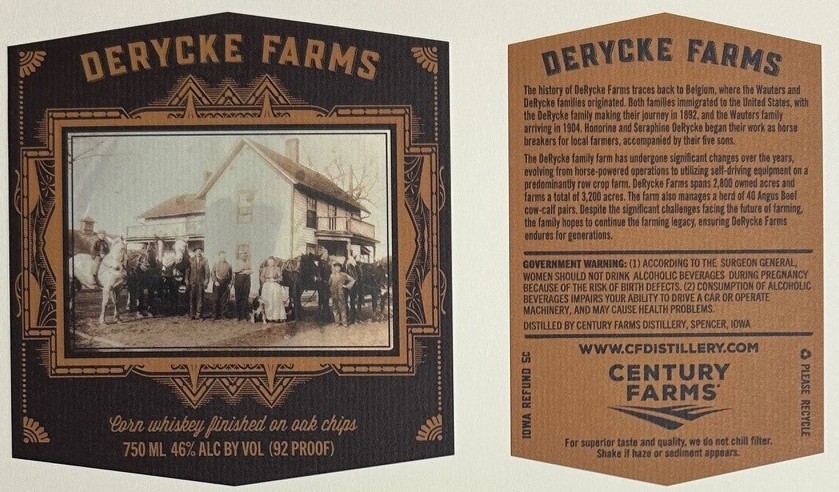 DERYCKE FARMS
Corn whiskey finished on oak chips
750 ML 46% ALC BY VOL (92 PROOF)
DERYCKE FARMS
The history of DeRycke Farms traces back to Belgium, where the Wauters and
DeRycke families originated. Both families immigrated to the United States, with
the DeRycke family making their journey in 1892, and the Wauters family
arriving in 1904. Honorine and Seraphine DeRycke began their work as horse
breakers for local farmers, accompanied by their five sons.
The DeRycke family farm has undergone significant changes over the years,
evolving from horse-powered operations to utilizing self-driving equipment on a
predominantly row crop farm. DeRycke Farms spans 2,800 owned acres and
farms a total of 3,200 acres. The farm also manages a herd of 40 Angus Beef
cow-calf pairs. Despite the significant challenges facing the future of farming,
the family hopes to continue the farming legacy, ensuring DeRycke Farms
endures for generations.
GOVERNMENT WARNING: (1) ACCORDING TO THE SURGEON GENERAL,
WOMEN SHOULD NOT DRINK ALCOHOLIC BEVERAGES DURING PREGNANCY
BECAUSE OF THE RISK OF BIRTH DEFECTS. (2) CONSUMPTION OF ALCOHOLIC
BEVERAGES IMPAIRS YOUR ABILITY TO DRIVE A CAR OR OPERATE
MACHINERY, AND MAY CAUSE HEALTH PROBLEMS.
DISTILLED BY CENTURY FARMS DISTILLERY, SPENCER, IOWA
IOWA REFUND 5¢
WWW.CFDISTILLERY.COM
CENTURY
FARMS
PLEASE RECYCLE
For superior taste and quality, we do not chill filter.
Shake if haze or sediment appears.